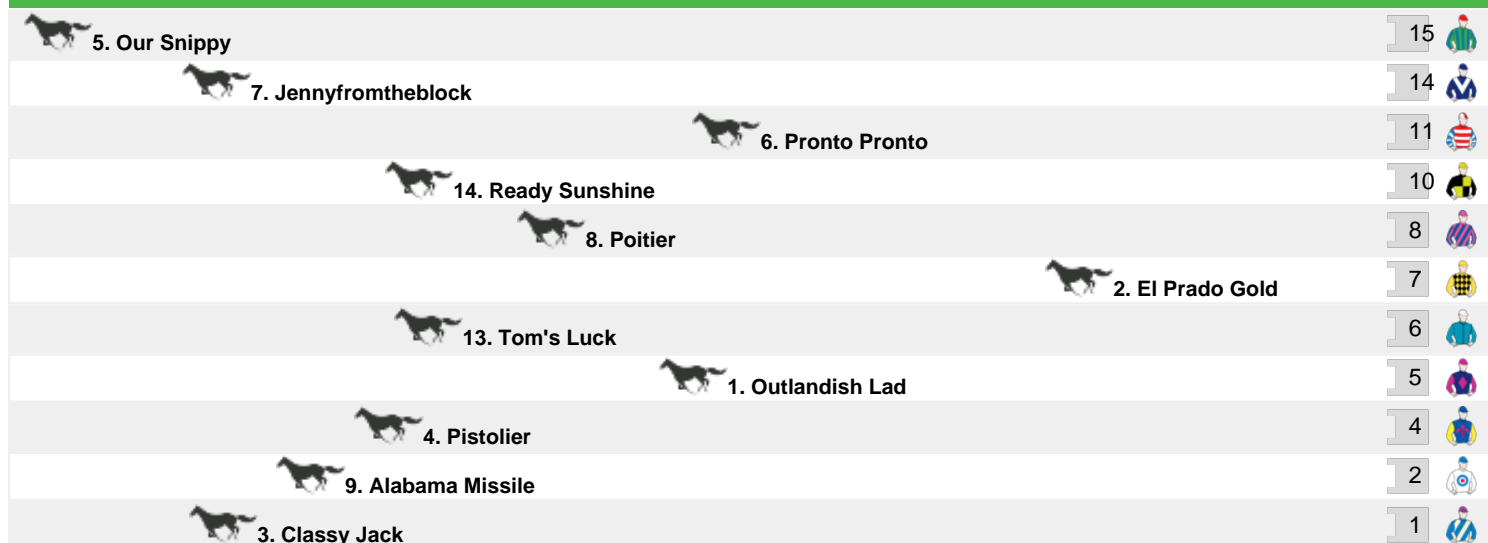 5. Our Snippy 15
7. Jennyfromtheblock 14
6. Pronto Pronto 11
14. Ready Sunshine 10
8. Poitier 8
2. El Prado Gold 7
13. Tom's Luck 6
1. Outlandish Lad 5
4. Pistolier 4
9. Alabama Missile 2
3. Classy Jack 1